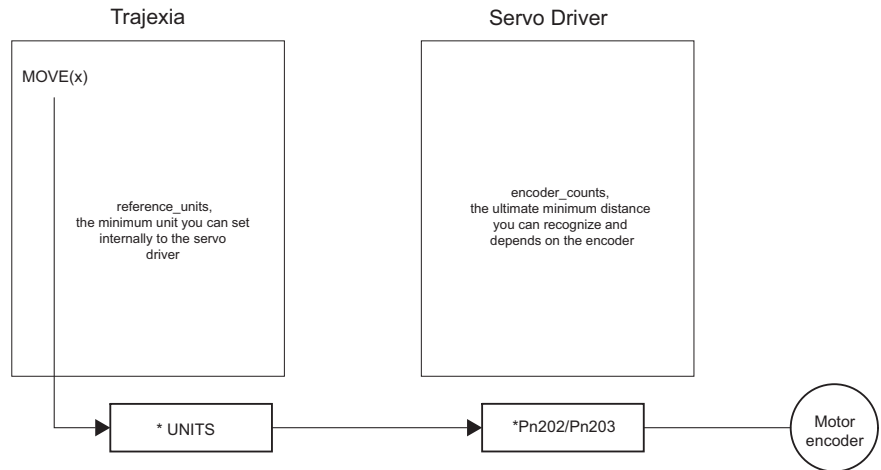 Trajexia
Servo Driver
MOVE(x)
reference_units,
the minimum unit you can set
internally to the servo
driver
encoder_counts,
the ultimate minimum distance
you can recognize and
depends on the encoder
* UNITS
*Pn202/Pn203
Motor
encoder